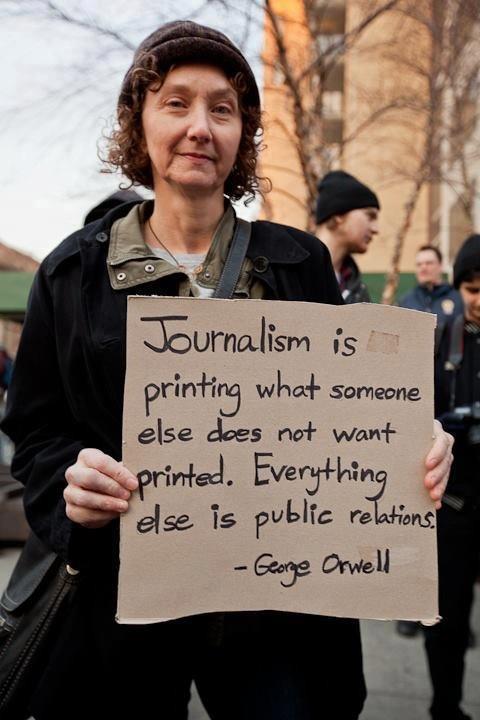 Journalism is
printing what someone
else does not want
printed. Everything
else is public relations.
- George Orwell